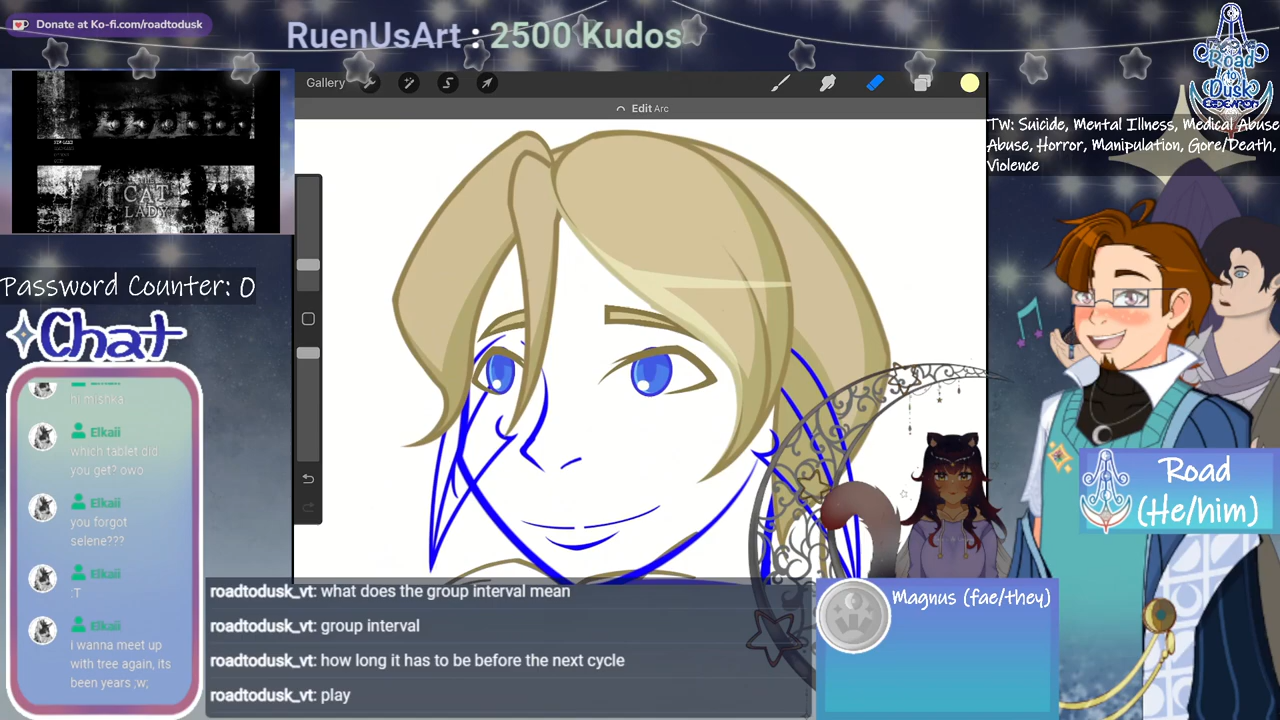 Donate at Ko-fi.com/roadtodusk
RuenUsArt : 2500 Kudos
Road
to
Dusk
Gallery
Edit Arc
TW: Suicide, Mental Illness, Medical Abuse
Abuse, Horror, Manipulation, Gore/Death,
Violence
THE
CAT
LADY
Password Counter: 0
Chat
hi mishka
Elkaii
which tablet did
you get? owo
Elkaii
you forgot
selene???
Elkaii
:T
Elkaii
I wanna meet up
with tree again, its
been years ;w;
roadtodusk_vt: what does the group interval mean
roadtodusk_vt: group interval
roadtodusk_vt: how long it has to be before the next cycle
roadtodusk_vt: play
Magnus (fae/they)
Road
(He/him)